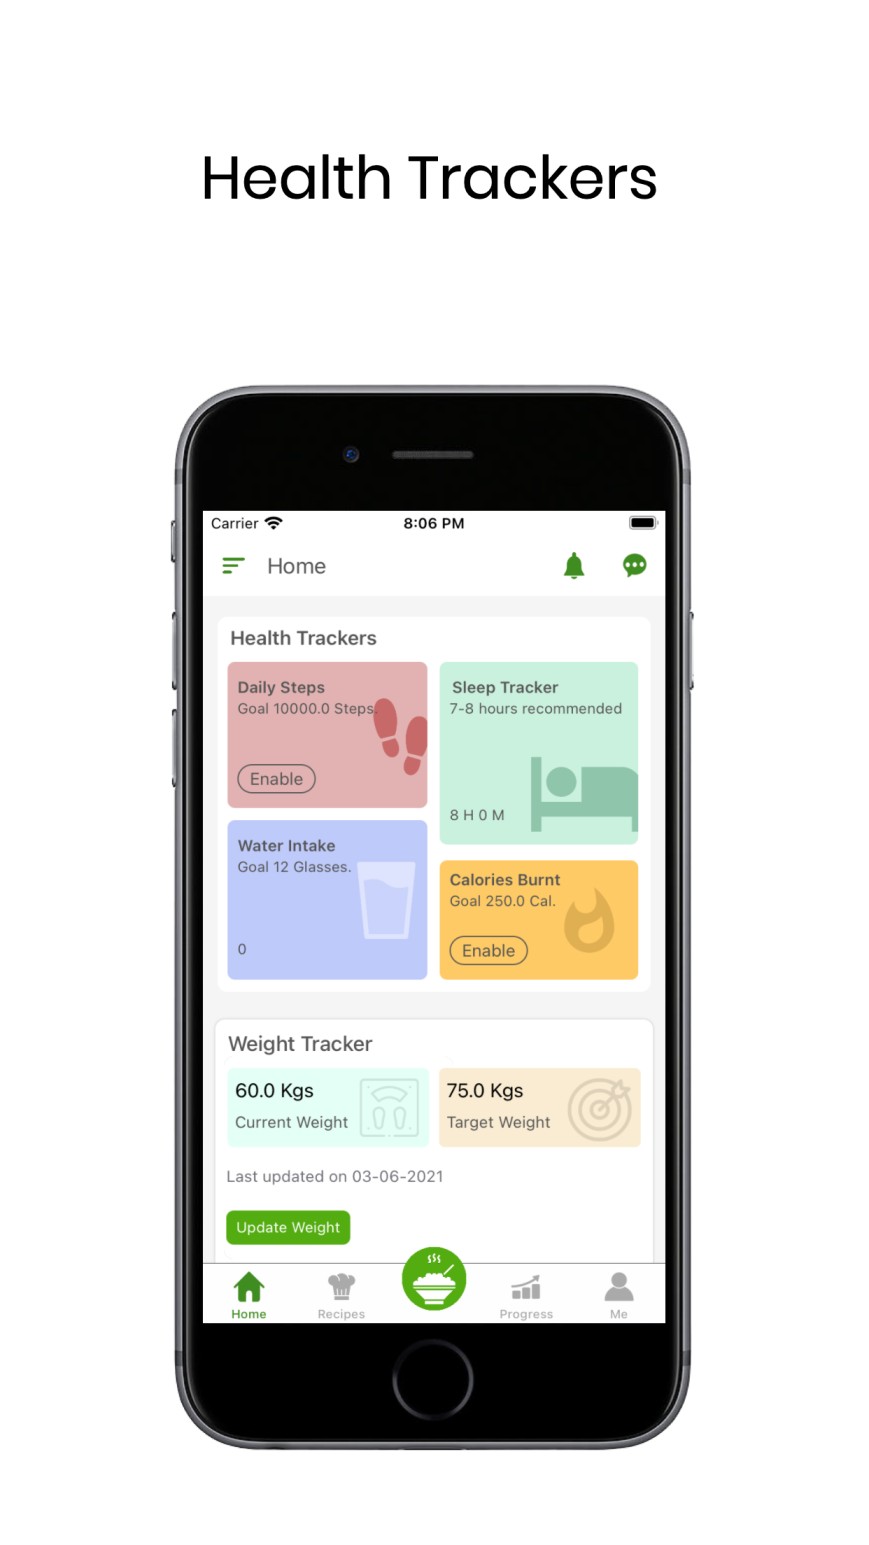 Health Trackers
Carrier 8:06 PM
Home
Health Trackers
Daily Steps
Goal 10000.0 Steps.
Enable
Sleep Tracker
7-8 hours recommended
8 H 0 M
Water Intake
Goal 12 Glasses.
0
Calories Burnt
Goal 250.0 Cal.
Enable
Weight Tracker
60.0 Kgs
Current Weight
75.0 Kgs
Target Weight
Last updated on 03-06-2021
Update Weight
Home Recipes Progress Me